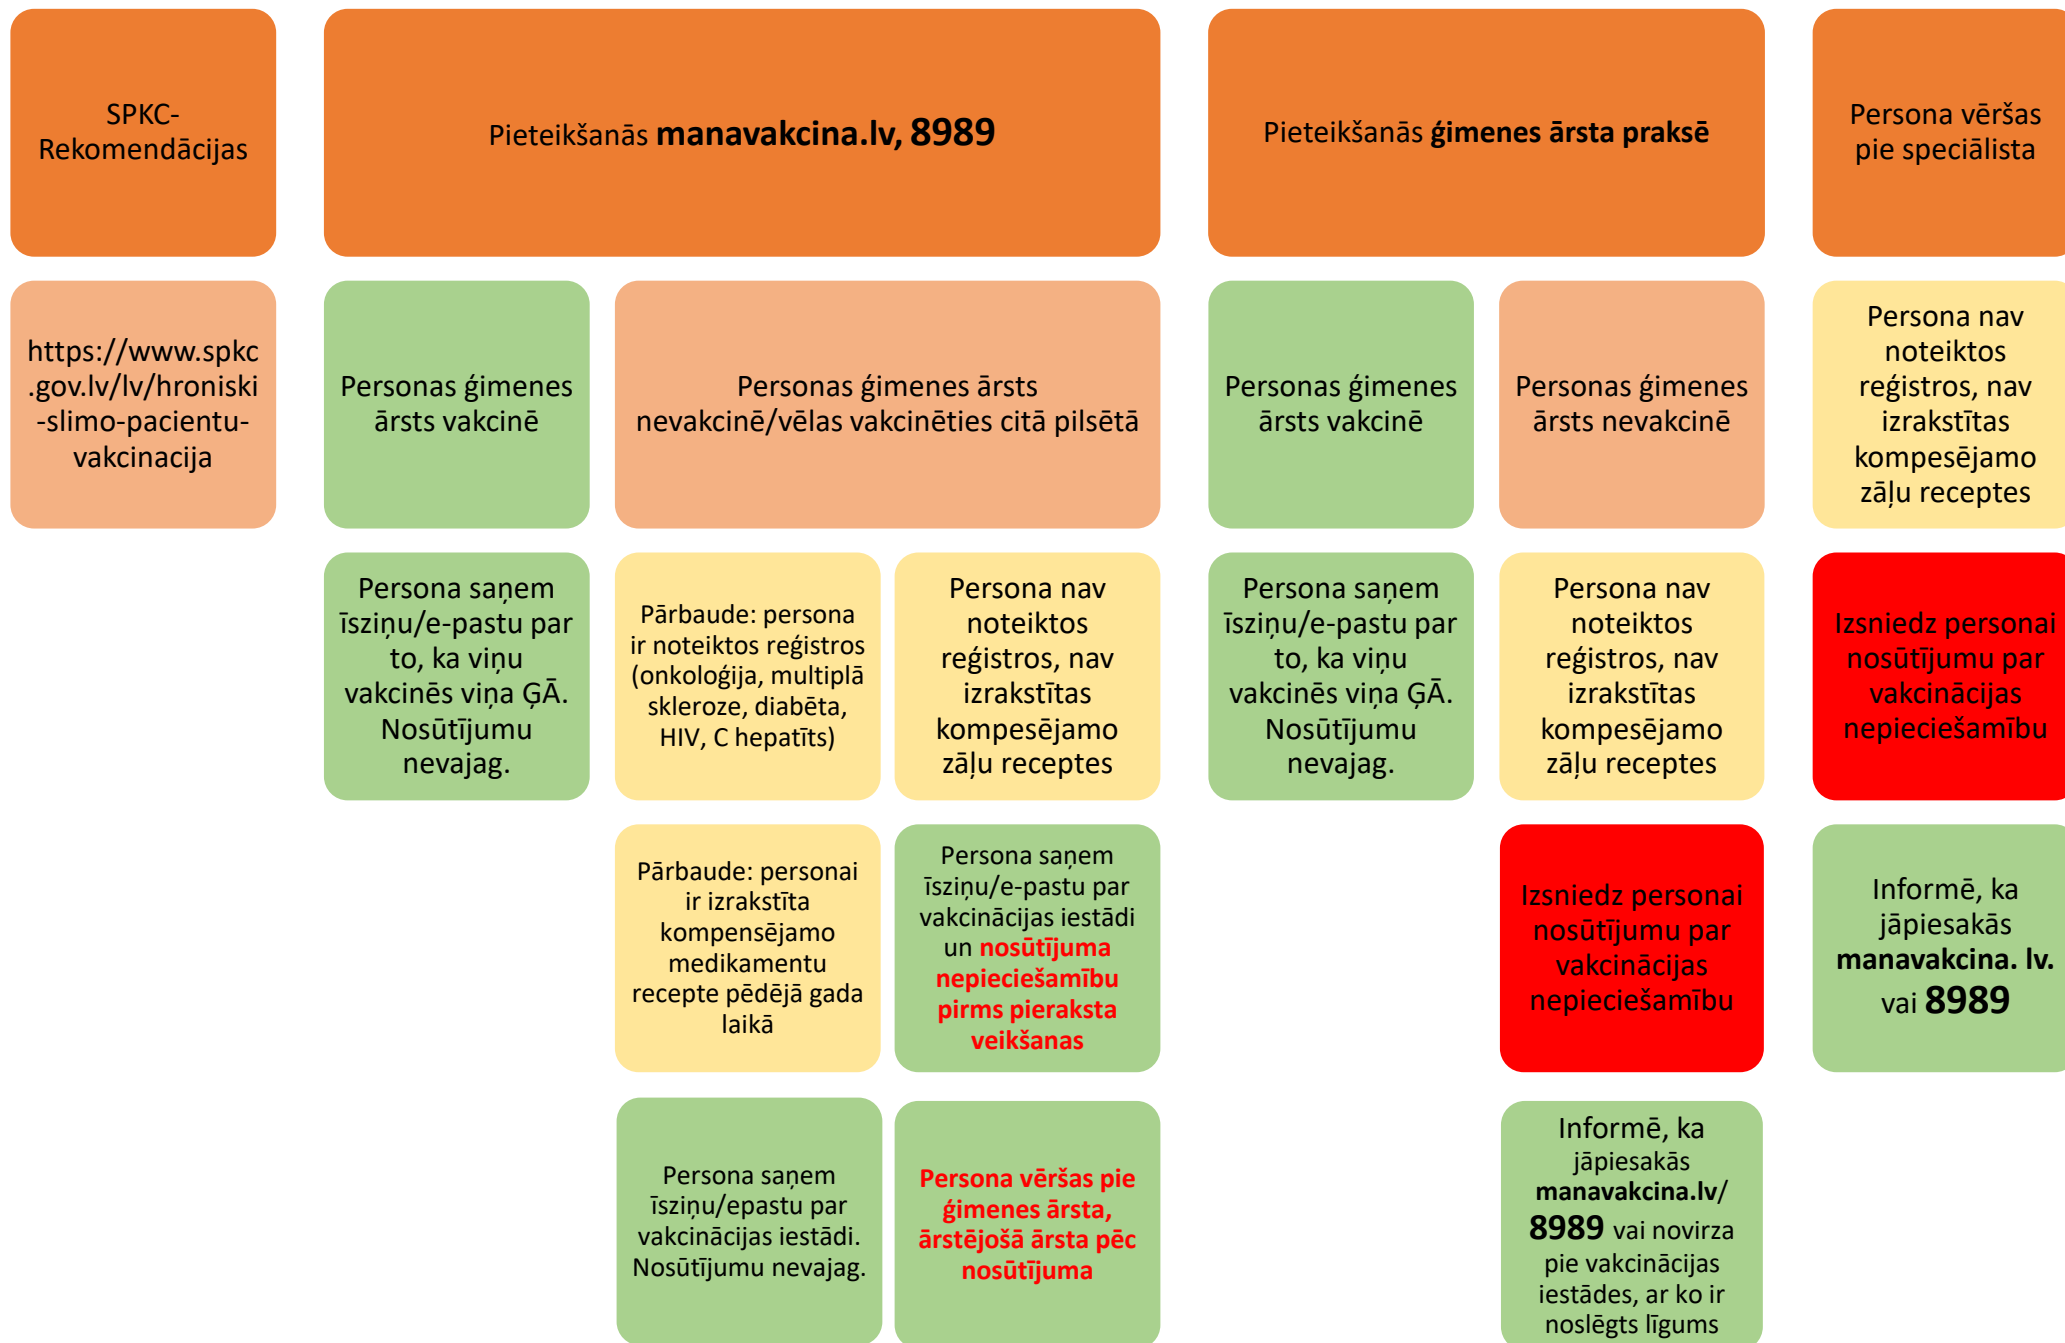 SPKC-
Rekomendācijas
Pieteikšanās manavakcina.lv, 8989
Pieteikšanās ģimenes ārsta praksē
Persona vēršas
pie speciālista
https://www.spkc
.gov.lv/lv/hroniski
-slimo-pacientu-
vakcinacija
Personas ģimenes
ārsts vakcinē
Personas ģimenes ārsts
nevakcinē/vēlas vakcinēties citā pilsētā
Personas ģimenes
ārsts vakcinē
Personas ģimenes
ārsts nevakcinē
Persona nav
noteiktos
reģistros, nav
izrakstītas
kompesējamo
zāļu receptes
Persona saņem
īsziņu/e-pastu par
to, ka viņu
vakcinēs viņa ĢĀ.
Nosūtījumu
nevajag.
Pārbaude: persona
ir noteiktos reģistros
(onkoloģija, multiplā
skleroze, diabēta,
HIV, C hepatīts)
Persona nav
noteiktos
reģistros, nav
izrakstītas
kompesējamo
zāļu receptes
Persona saņem
īsziņu/e-pastu par
to, ka viņu
vakcinēs viņa ĢĀ.
Nosūtījumu
nevajag.
Persona nav
noteiktos
reģistros, nav
izrakstītas
kompesējamo
zāļu receptes
Izsniedz personai
nosūtījumu par
vakcinācijas
nepieciešamību
Pārbaude: personai
ir izrakstīta
kompensējamo
medikamentu
recepte pēdējā gada
laikā
Persona saņem
īsziņu/e-pastu par
vakcinācijas iestādi
un nosūtījuma
nepieciešamību
pirms pieraksta
veikšanas
Izsniedz personai
nosūtījumu par
vakcinācijas
nepieciešamību
Informē, ka
jāpiesakās
manavakcina. lv.
vai 8989
Persona saņem
īsziņu/epastu par
vakcinācijas iestādi.
Nosūtījumu nevajag.
Persona vēršas pie
ģimenes ārsta,
ārstējošā ārsta pēc
nosūtījuma
Informē, ka
jāpiesakās
manavakcina.lv/
8989 vai novirza
pie vakcinācijas
iestādes, ar ko ir
noslēgts līgums